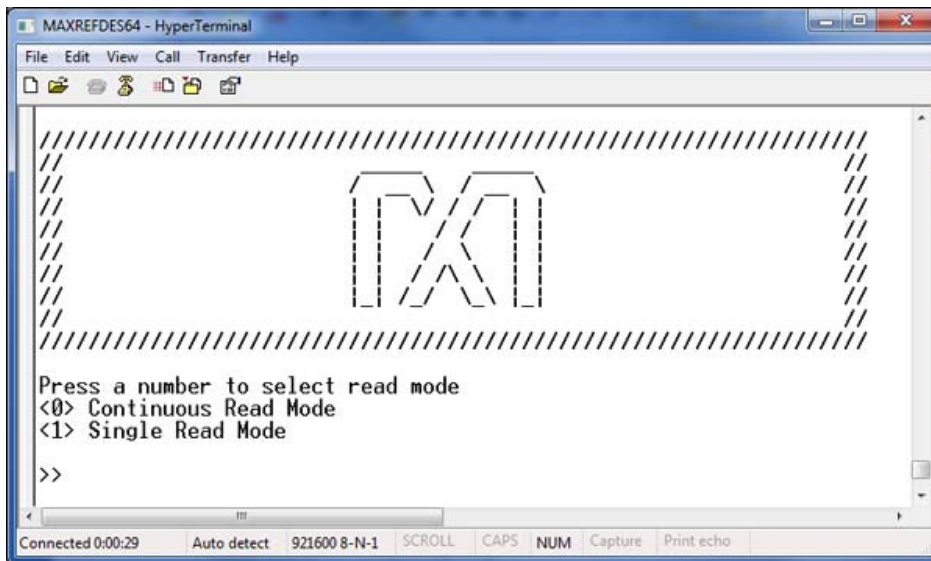 MAXREFDES64 - HyperTerminal
File Edit View Call Transfer Help
Press a number to select read mode
<0> Continuous Read Mode
<1> Single Read Mode
>>
Connected 0:00:29 Auto detect 921600 8-N-1 SCROLL CAPS NUM Capture Print echo